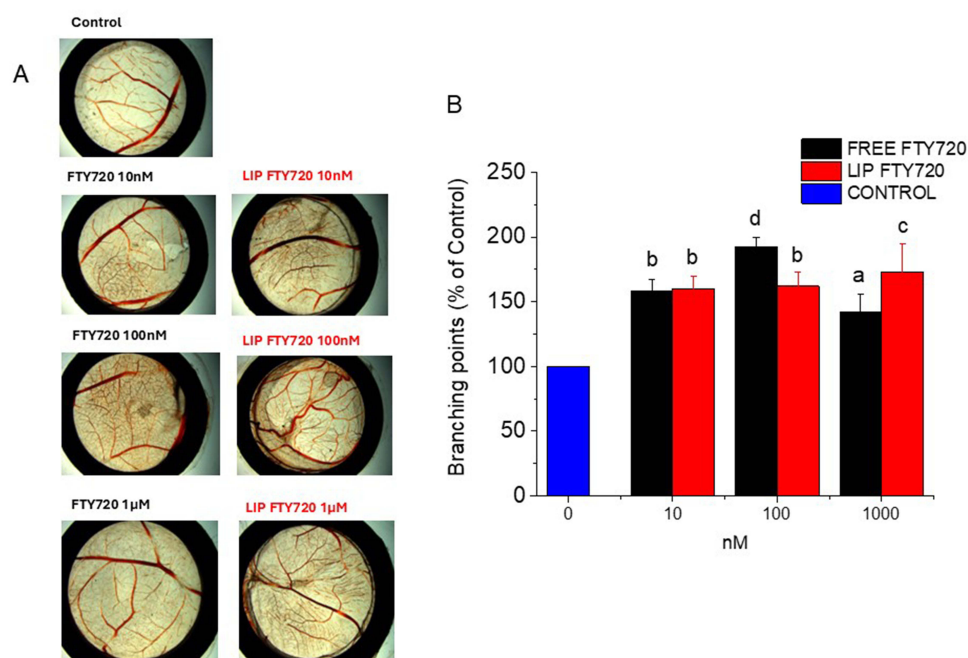 Control
A
FTY720 10nM
LIP FTY720 10nM
FTY720 100nM
LIP FTY720 100nM
FTY720 1µM
LIP FTY720 1µM
B
FREE FTY720
LIP FTY720
CONTROL
Branching points (% of Control)
250
200
150
100
50
0
b
b
d
b
a
c
0
10
100
1000
nM